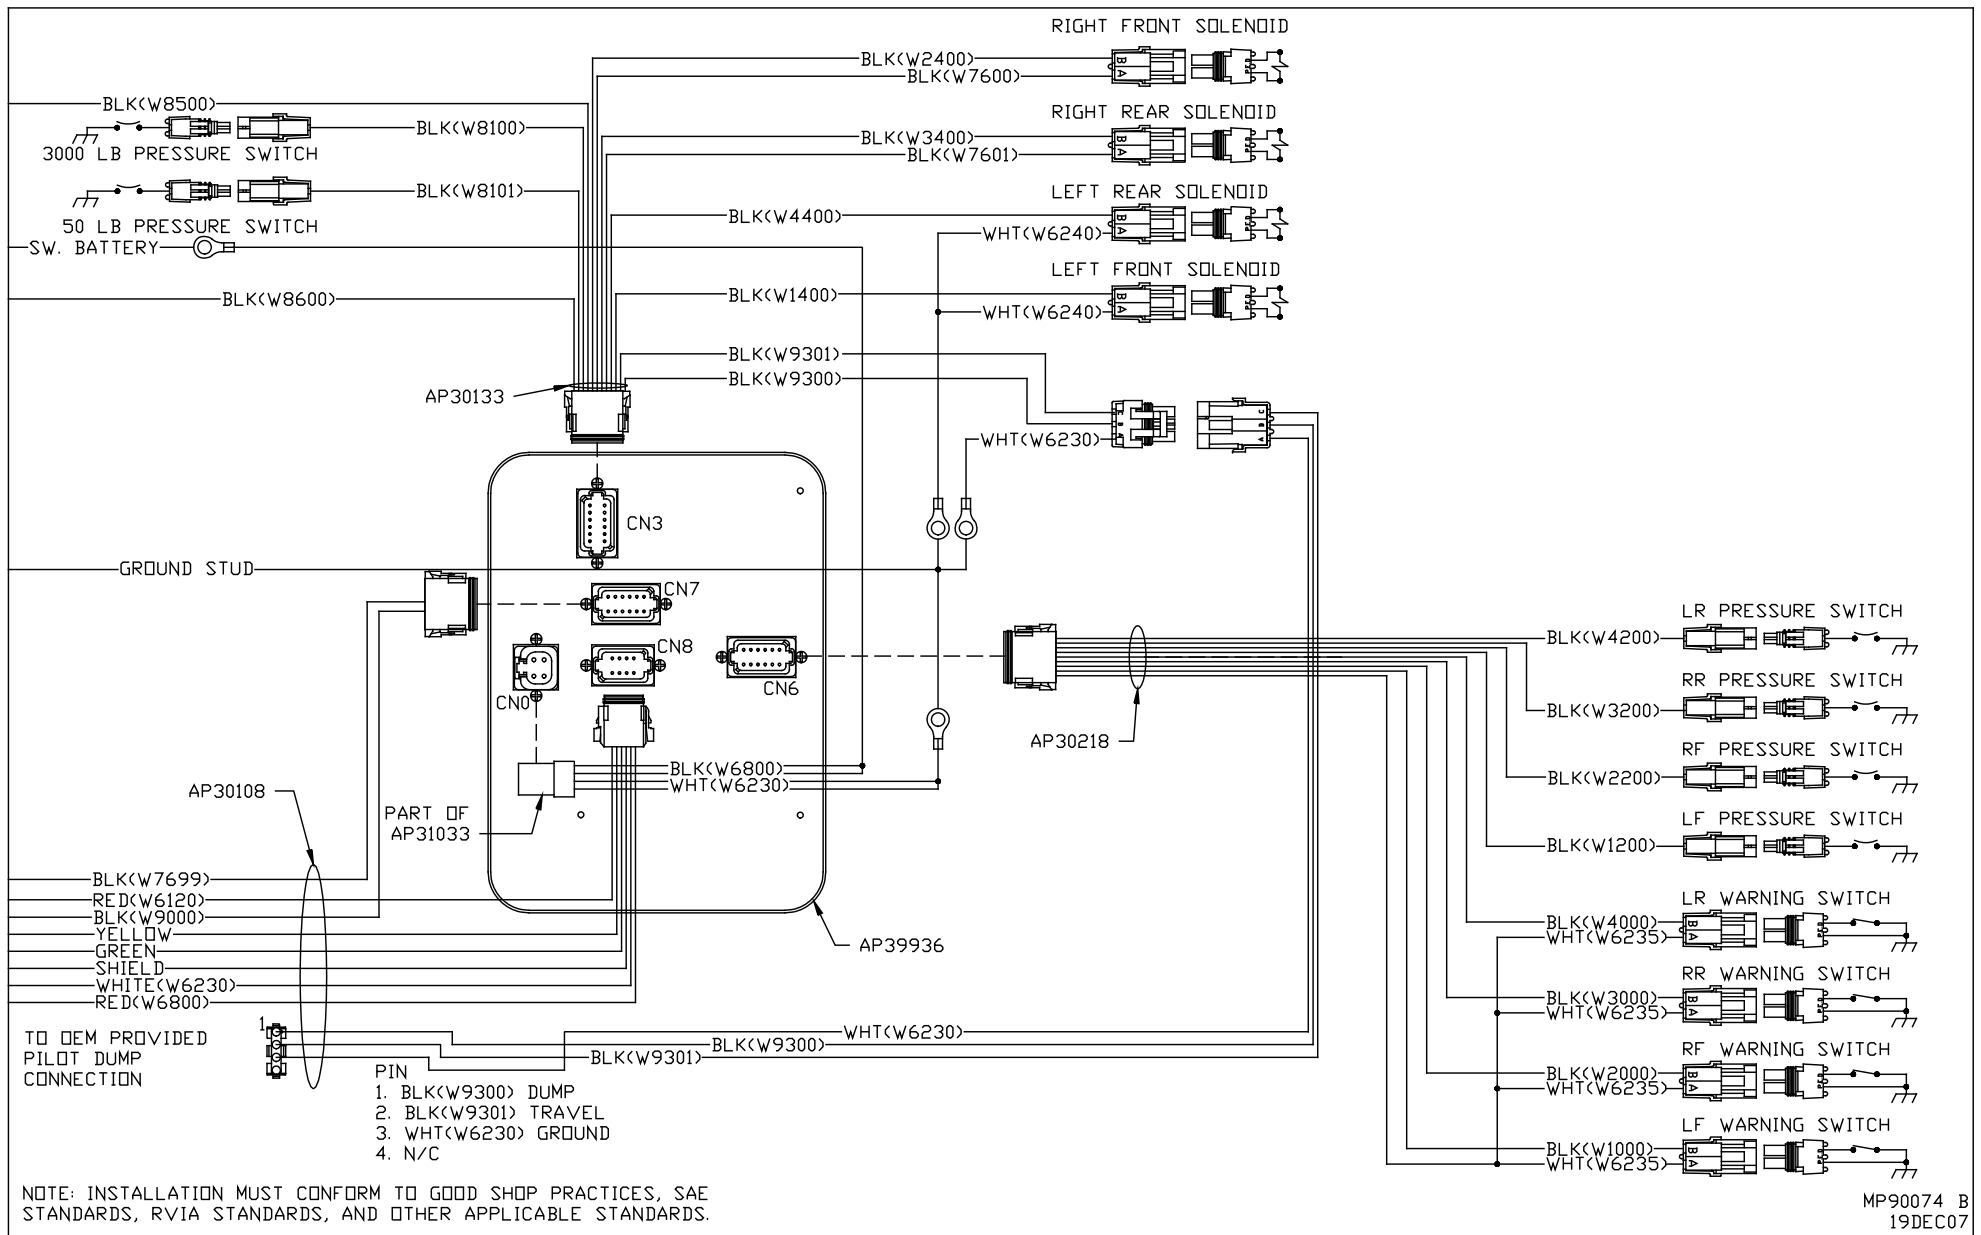 RIGHT FRONT SOLENOID
BLK(W2400)
BLK(W7600)
B
A
BLK(W8500)
BLK(W8100)
3000 LB PRESSURE SWITCH
RIGHT REAR SOLENOID
BLK(W3400)
BLK(W7601)
B
A
BLK(W8101)
50 LB PRESSURE SWITCH
SW. BATTERY
LEFT REAR SOLENOID
BLK(W4400)
WHT(W6240)
B
A
BLK(W8600)
LEFT FRONT SOLENOID
BLK(W1400)
WHT(W6240)
B
A
BLK(W9301)
BLK(W9300)
AP30133
WHT(W6230)
C
B
A
CN3
GROUND STUD
CN7
CN8
CN6
CN0
AP30218
BLK(W6800)
WHT(W6230)
AP30108
PART OF
AP31033
AP39936
LR PRESSURE SWITCH
BLK(W4200)
RR PRESSURE SWITCH
BLK(W3200)
RF PRESSURE SWITCH
BLK(W2200)
LF PRESSURE SWITCH
BLK(W1200)
LR WARNING SWITCH
BLK(W4000)
WHT(W6235)
B
A
RR WARNING SWITCH
BLK(W3000)
WHT(W6235)
B
A
RF WARNING SWITCH
BLK(W2000)
WHT(W6235)
B
A
LF WARNING SWITCH
BLK(W1000)
WHT(W6235)
B
A
BLK(W7699)
RED(W6120)
BLK(W9000)
YELLOW
GREEN
SHIELD
WHITE(W6230)
RED(W6800)
TO OEM PROVIDED
PILOT DUMP
CONNECTION
1
WHT(W6230)
BLK(W9300)
BLK(W9301)
PIN
1. BLK(W9300) DUMP
2. BLK(W9301) TRAVEL
3. WHT(W6230) GROUND
4. N/C
NOTE: INSTALLATION MUST CONFORM TO GOOD SHOP PRACTICES, SAE
STANDARDS, RVIA STANDARDS, AND OTHER APPLICABLE STANDARDS.
MP90074 B
19DEC07